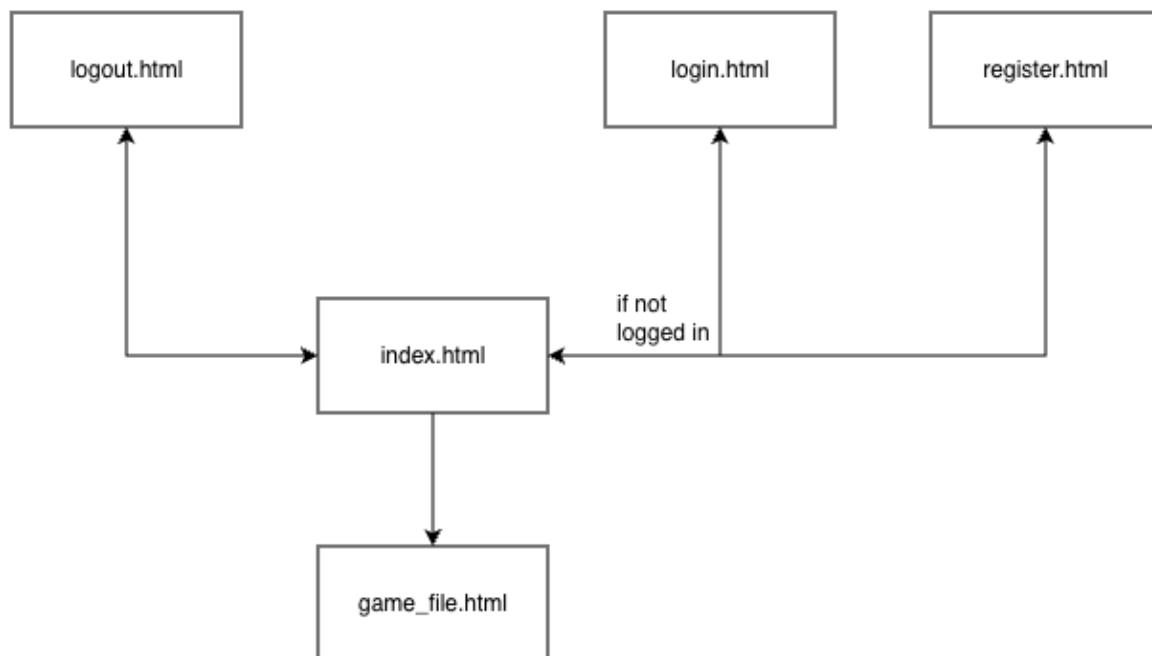 logout.html
login.html
register.html
if not
logged in
index.html
game_file.html